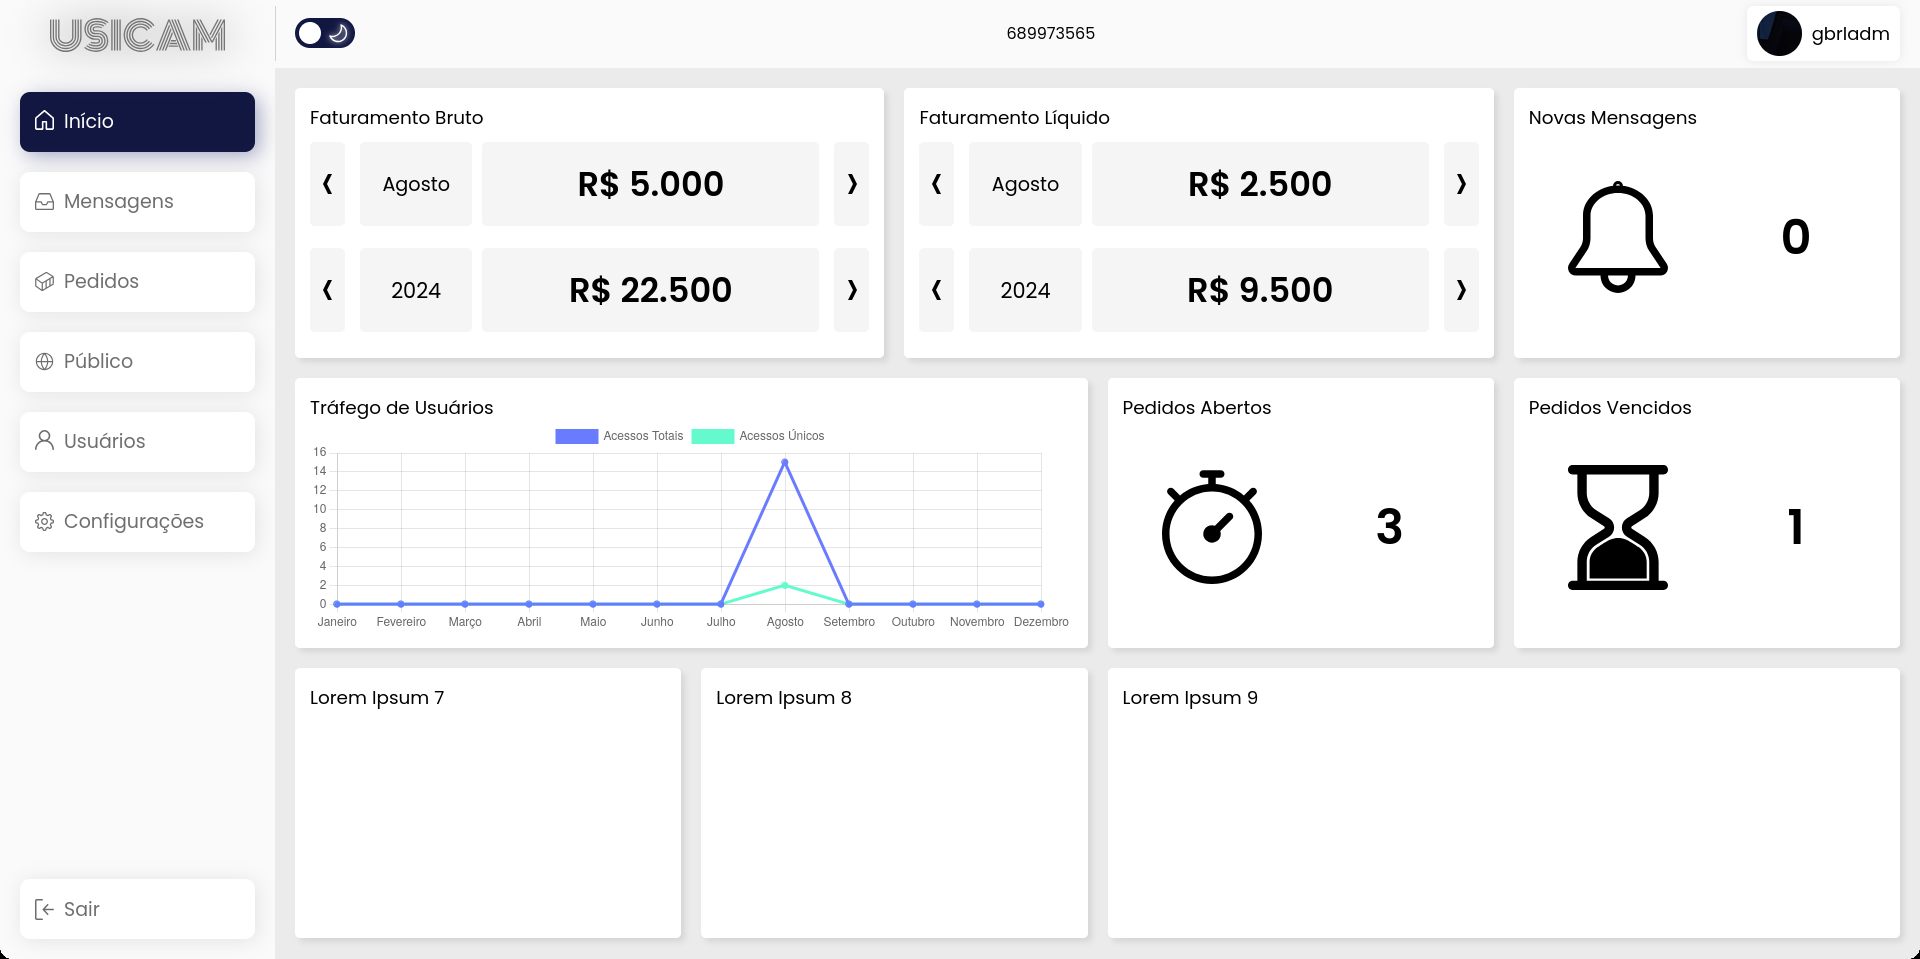 USICAM
689973565
gbrladm
Início
Mensagens
Pedidos
Público
Usuários
Configurações
Sair
Faturamento Bruto
Agosto
R$ 5.000
2024
R$ 22.500
Faturamento Líquido
Agosto
R$ 2.500
2024
R$ 9.500
Novas Mensagens
0
Tráfego de Usuários
Acessos Totais Acessos Únicos
16
14
12
10
8
6
4
2
0
Janeiro Fevereiro Março Abril Maio Junho Julho Agosto Setembro Outubro Novembro Dezembro
Pedidos Abertos
3
Pedidos Vencidos
1
Lorem Ipsum 7
Lorem Ipsum 8
Lorem Ipsum 9